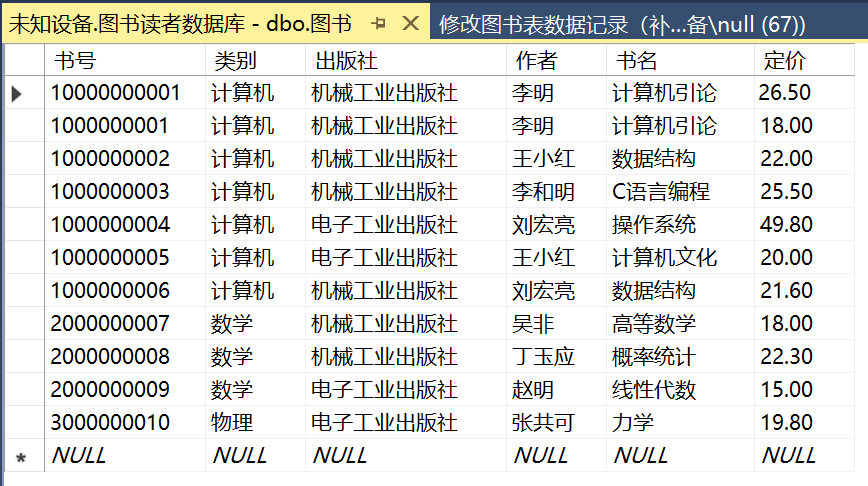 未知设备.图书读者数据库 - dbo.图书 修改图书表数据记录（补...备\null (67))
书号 类别 出版社 作者 书名 定价
10000000001 计算机 机械工业出版社 李明 计算机引论 26.50
1000000001 计算机 机械工业出版社 李明 计算机引论 18.00
1000000002 计算机 机械工业出版社 王小红 数据结构 22.00
1000000003 计算机 机械工业出版社 李和明 C语言编程 25.50
1000000004 计算机 电子工业出版社 刘宏亮 操作系统 49.80
1000000005 计算机 电子工业出版社 王小红 计算机文化 20.00
1000000006 计算机 机械工业出版社 刘宏亮 数据结构 21.60
2000000007 数学 机械工业出版社 吴非 高等数学 18.00
2000000008 数学 机械工业出版社 丁玉应 概率统计 22.30
2000000009 数学 电子工业出版社 赵明 线性代数 15.00
3000000010 物理 电子工业出版社 张共可 力学 19.80
NULL NULL NULL NULL NULL NULL